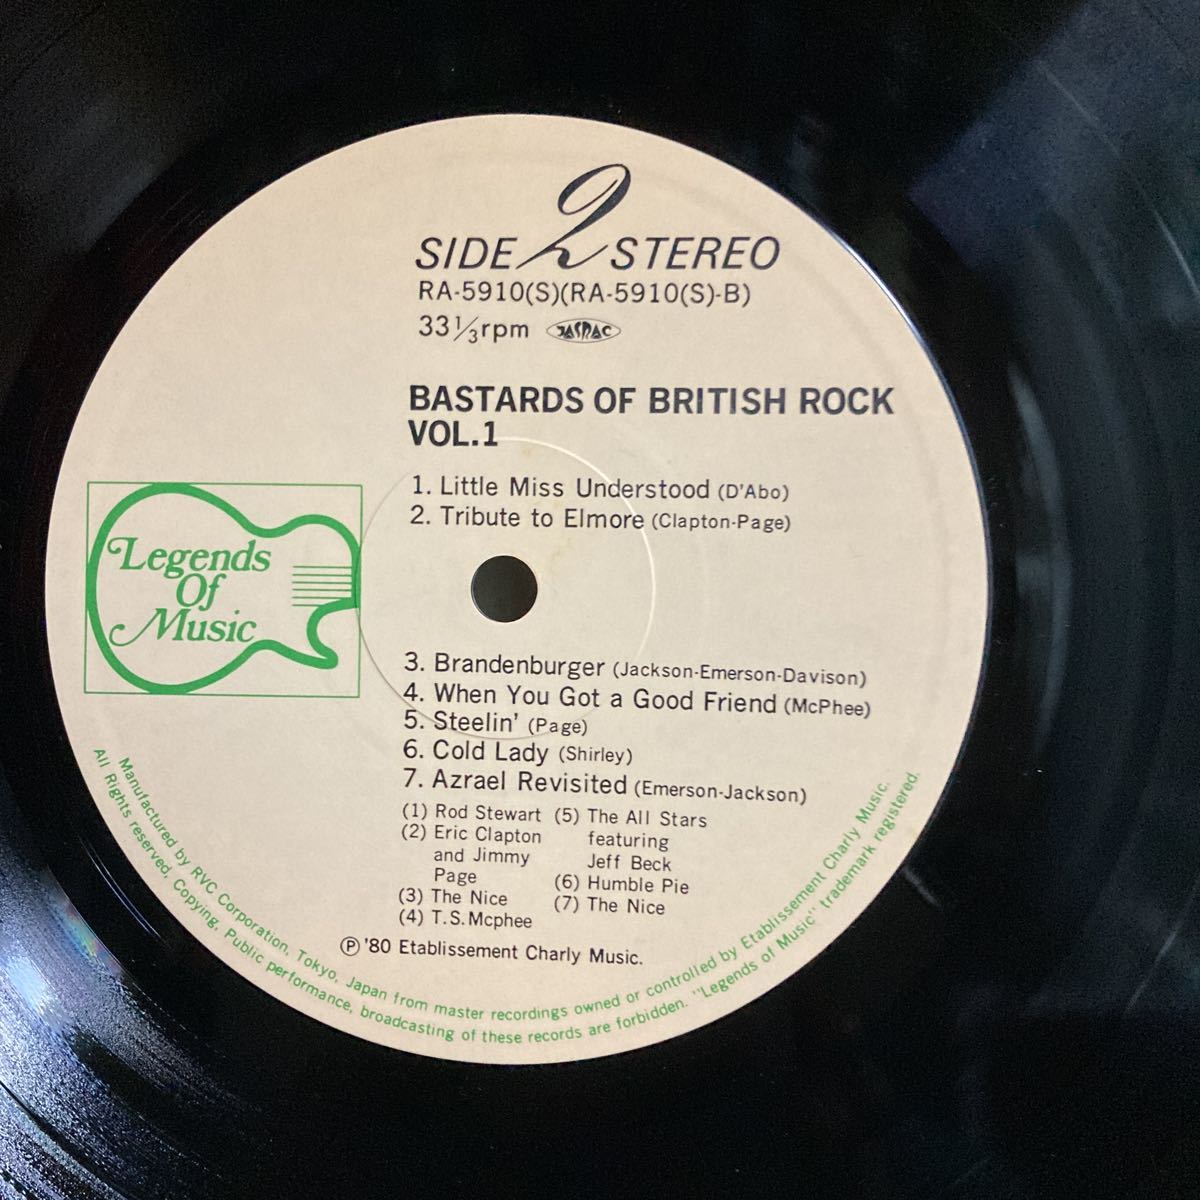 SIDE 2 STEREO
RA-5910(S)(RA-5910(S)-B)
33⅓rpm JASRAC
BASTARDS OF BRITISH ROCK
VOL.1
1. Little Miss Understood (D'Abo)
2. Tribute to Elmore (Clapton-Page)
Legends
Of
Music
3. Brandenburger (Jackson-Emerson-Davison)
4. When You Got a Good Friend (McPhee)
5. Steelin' (Page)
6. Cold Lady (Shirley)
7. Azrael Revisited (Emerson-Jackson)
(1) Rod Stewart
(2) Eric Clapton
and Jimmy
Page
(3) The Nice
(4) T.S.Mcphee
(5) The All Stars
featuring
Jeff Beck
(6) Humble Pie
(7) The Nice
Ⓟ '80 Etablissement Charly Music.
Manufactured by RVC Corporation, Tokyo, Japan from master recordings owned or controlled by Etablissement Charly Music.
All Rights reserved, Copying, Public performance, broadcasting of these records are forbidden. "Legends of Music" trademark registered.